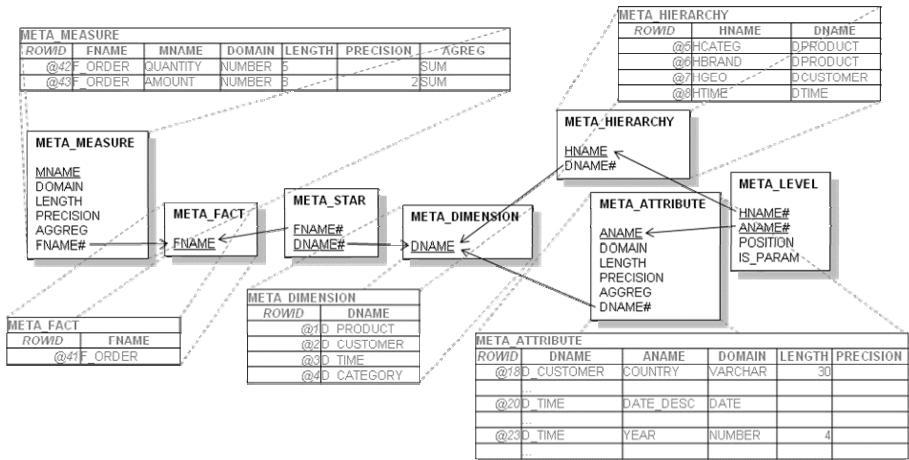 META_MEASURE
ROWID FNAME MNAME DOMAIN LENGTH PRECISION AGREG
@42 F_ORDER QUANTITY NUMBER 5 SUM
@43 F_ORDER AMOUNT NUMBER 8 2 SUM
META_HIERARCHY
ROWID HNAME DNAME
@5 HCATEG DPRODUCT
@6 HBRAND DPRODUCT
@7 HGEO DCUSTOMER
@8 HTIME DTIME
META_MEASURE
MNAME
DOMAIN
LENGTH
PRECISION
AGGREG
FNAME#
META_FACT
FNAME
META_STAR
FNAME#
DNAME#
META_DIMENSION
DNAME
META_HIERARCHY
HNAME
DNAME#
META_ATTRIBUTE
ANAME
DOMAIN
LENGTH
PRECISION
AGGREG
DNAME#
META_LEVEL
HNAME#
ANAME#
POSITION
IS_PARAM
META_FACT
ROWID FNAME
@41 F_ORDER
META_DIMENSION
ROWID DNAME
@1 D_PRODUCT
@2 D_CUSTOMER
@3 D_TIME
@4 D_CATEGORY
META_ATTRIBUTE
ROWID DNAME ANAME DOMAIN LENGTH PRECISION
@18 D_CUSTOMER COUNTRY VARCHAR 30
...
@20 D_TIME DATE_DESC DATE
...
@23 D_TIME YEAR NUMBER 4
...